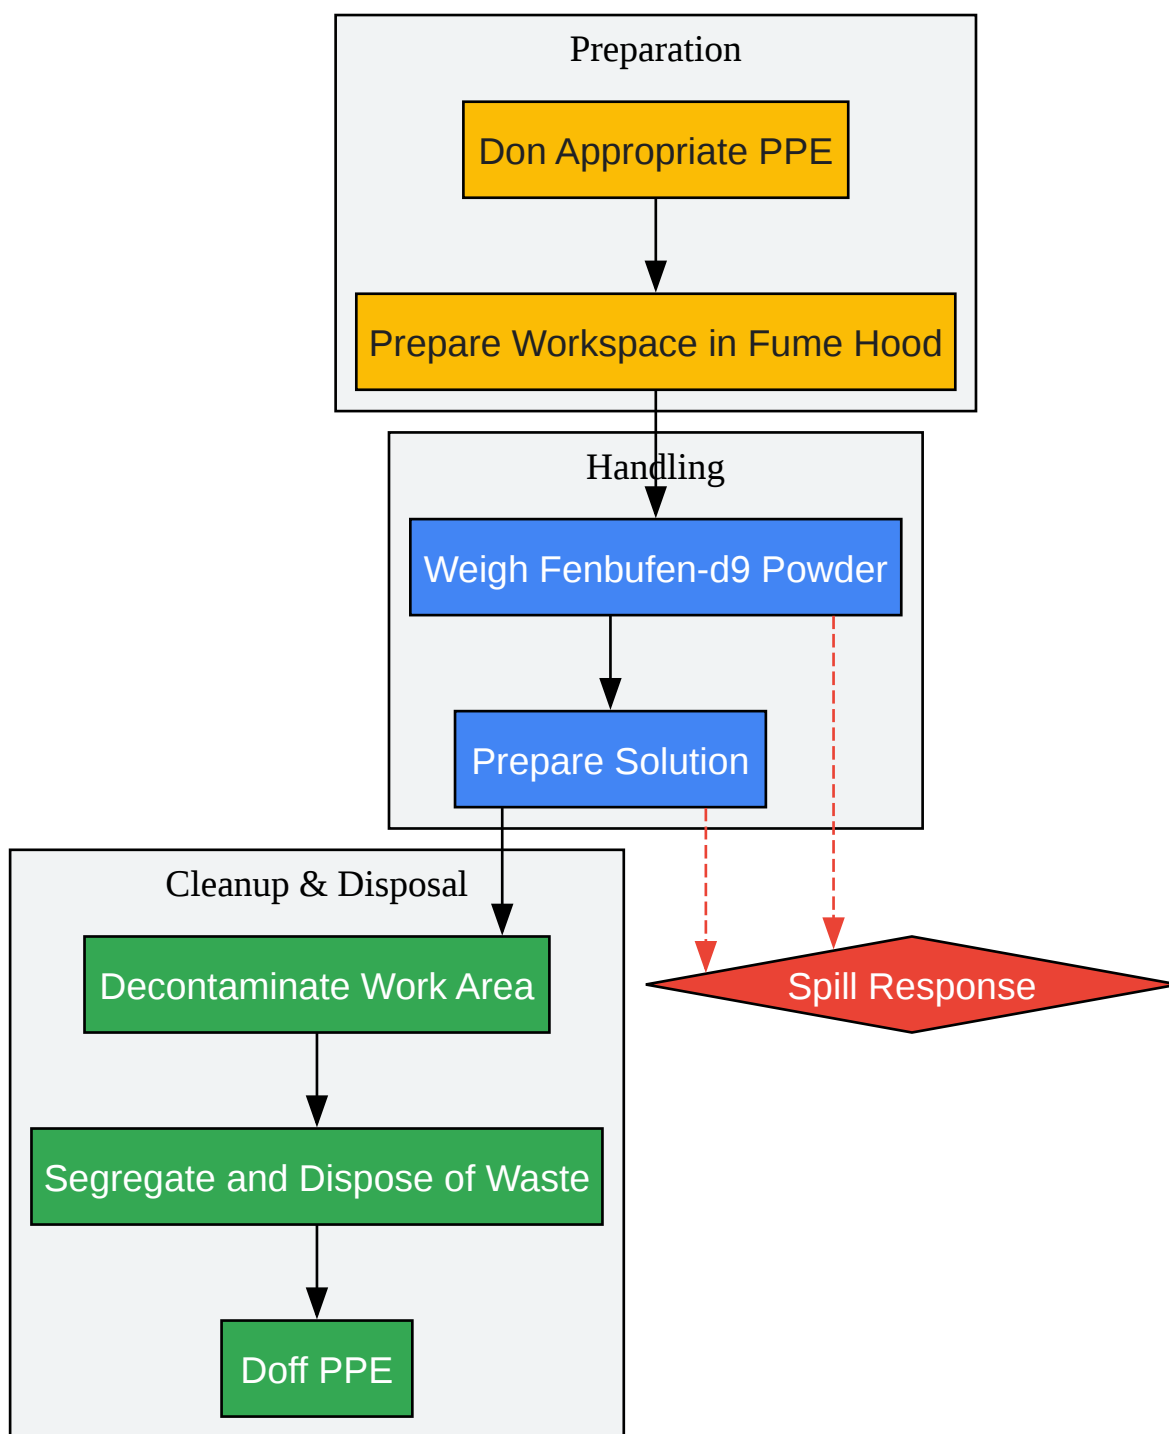 Preparation
Don Appropriate PPE
Prepare Workspace in Fume Hood
Handling
Weigh Fenbufen-d9 Powder
Prepare Solution
Cleanup & Disposal
Decontaminate Work Area
Spill Response
Segregate and Dispose of Waste
Doff PPE